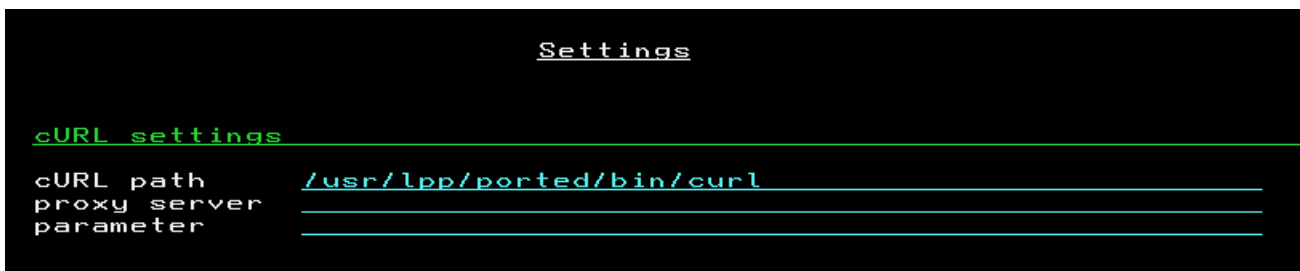 Settings
cURL settings
cURL path /usr/lpp/ported/bin/curl
proxy server
parameter